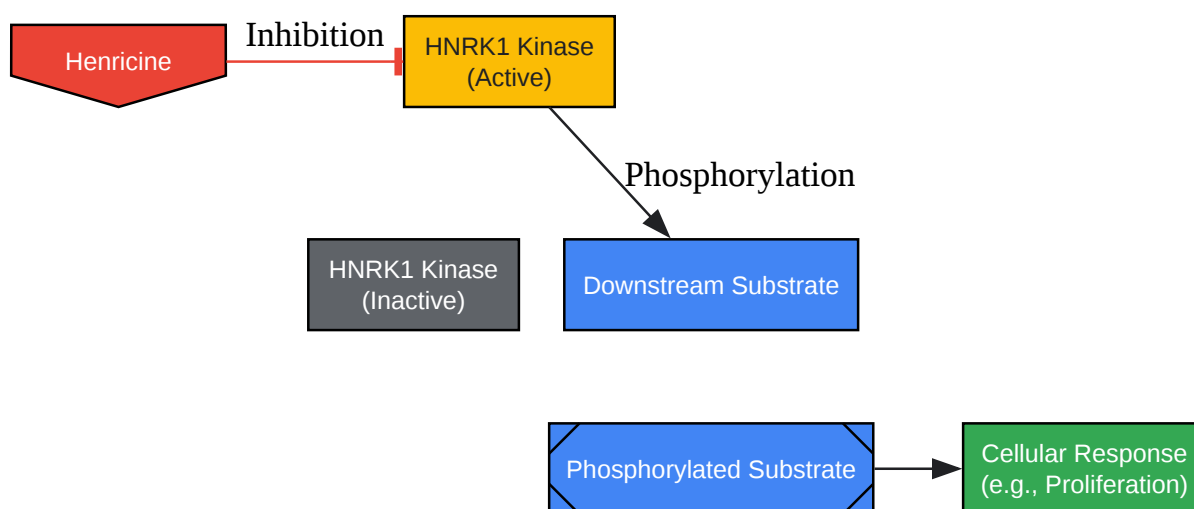 Henricine
Inhibition
HNRK1 Kinase
(Active)
Phosphorylation
HNRK1 Kinase
(Inactive)
Downstream Substrate
Phosphorylated Substrate
Cellular Response
(e.g., Proliferation)